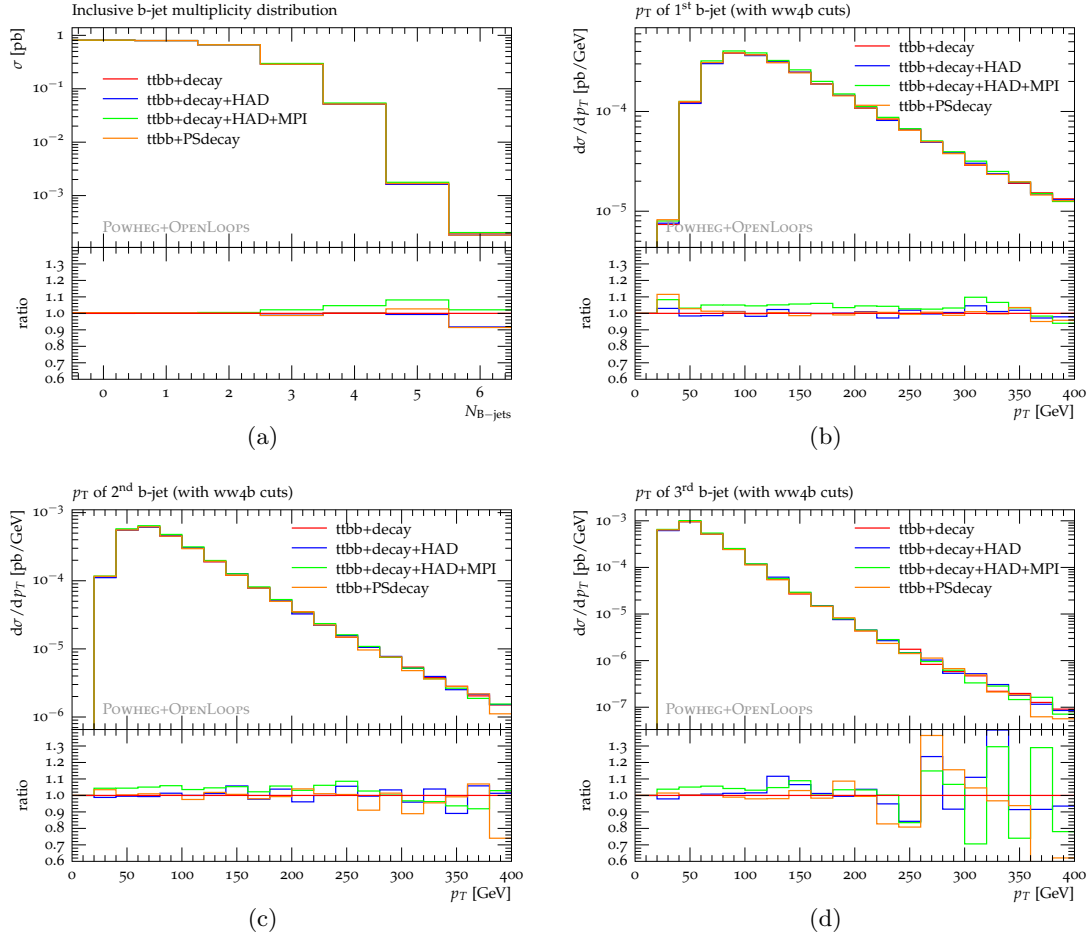 Inclusive b-jet multiplicity distribution
σ [pb]
1
10⁻¹
10⁻²
10⁻³
ttbb+decay
ttbb+decay+HAD
ttbb+decay+HAD+MPI
ttbb+PSdecay
Powheg+OpenLoops
ratio
1.3
1.2
1.1
1.0
0.9
0.8
0.7
0.6
0 1 2 3 4 5 6
N_B−jets
(a)
p_T of 1st b-jet (with ww4b cuts)
dσ/dp_T [pb/GeV]
10⁻⁴
10⁻⁵
ttbb+decay
ttbb+decay+HAD
ttbb+decay+HAD+MPI
ttbb+PSdecay
Powheg+OpenLoops
ratio
1.3
1.2
1.1
1.0
0.9
0.8
0.7
0.6
0 50 100 150 200 250 300 350 400
p_T [GeV]
(b)
p_T of 2nd b-jet (with ww4b cuts)
dσ/dp_T [pb/GeV]
10⁻³
10⁻⁴
10⁻⁵
10⁻⁶
ttbb+decay
ttbb+decay+HAD
ttbb+decay+HAD+MPI
ttbb+PSdecay
Powheg+OpenLoops
ratio
1.3
1.2
1.1
1.0
0.9
0.8
0.7
0.6
0 50 100 150 200 250 300 350 400
p_T [GeV]
(c)
p_T of 3rd b-jet (with ww4b cuts)
dσ/dp_T [pb/GeV]
10⁻³
10⁻⁴
10⁻⁵
10⁻⁶
10⁻⁷
ttbb+decay
ttbb+decay+HAD
ttbb+decay+HAD+MPI
ttbb+PSdecay
Powheg+OpenLoops
ratio
1.3
1.2
1.1
1.0
0.9
0.8
0.7
0.6
0 50 100 150 200 250 300 350 400
p_T [GeV]
(d)